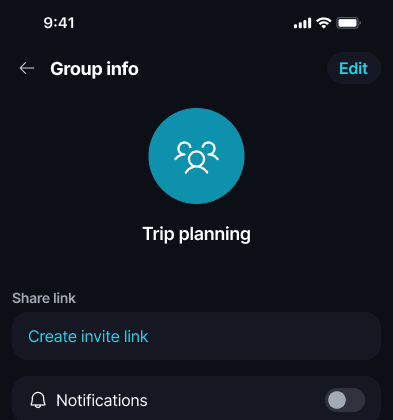 9:41
Group info
Edit
Trip planning
Share link
Create invite link
Notifications